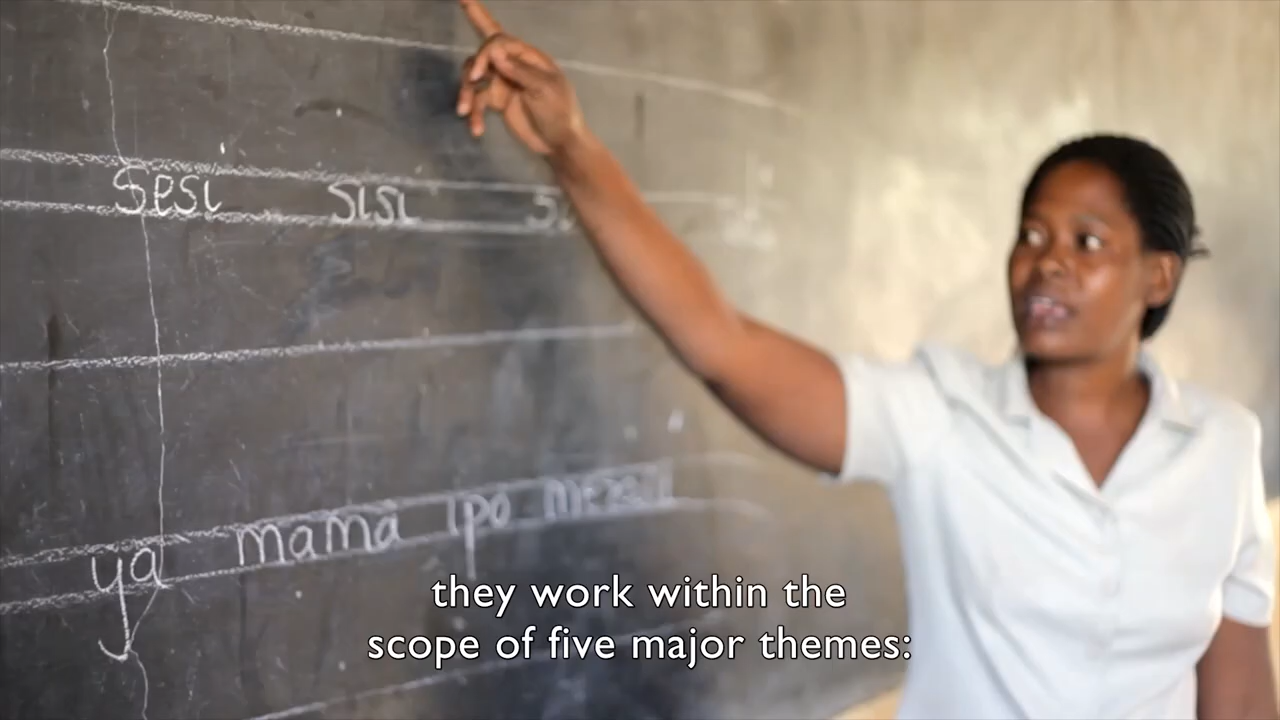 sesi sisi
ya mama ipo
they work within the
scope of five major themes: